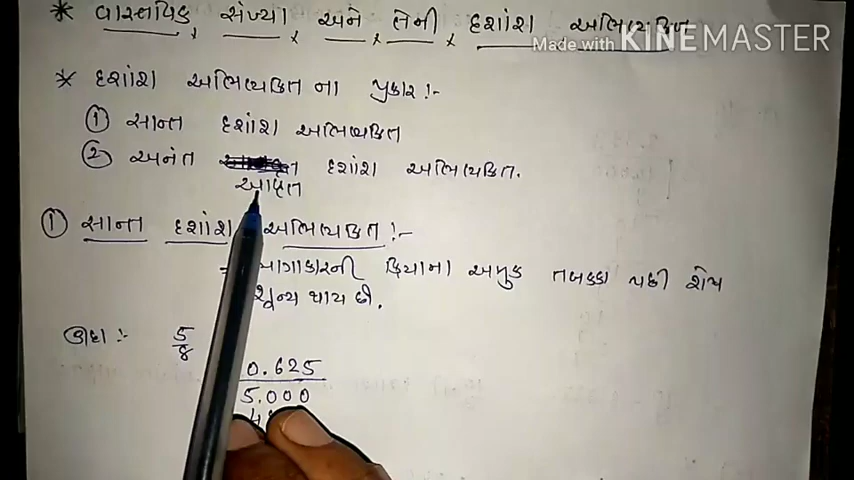 * વાસ્તવિક સંખ્યા અને તેની દશાંશ અભિવ્યક્તિ
Made with KINEMASTER
* દશાંશ અભિવ્યક્તિ ના પ્રકાર :-
① સાન્ત દશાંશ અભિવ્યક્તિ
② અનંત દશાંશ અભિવ્યક્તિ.
આવૃત
① સાન્ત દશાંશ અભિવ્યક્તિ :-
ભાગાકારની ક્રિયાના અમુક તબક્કા પછી શેષ
શૂન્ય થાય છે.
ઉદા :- 5/8
0.625
5.000